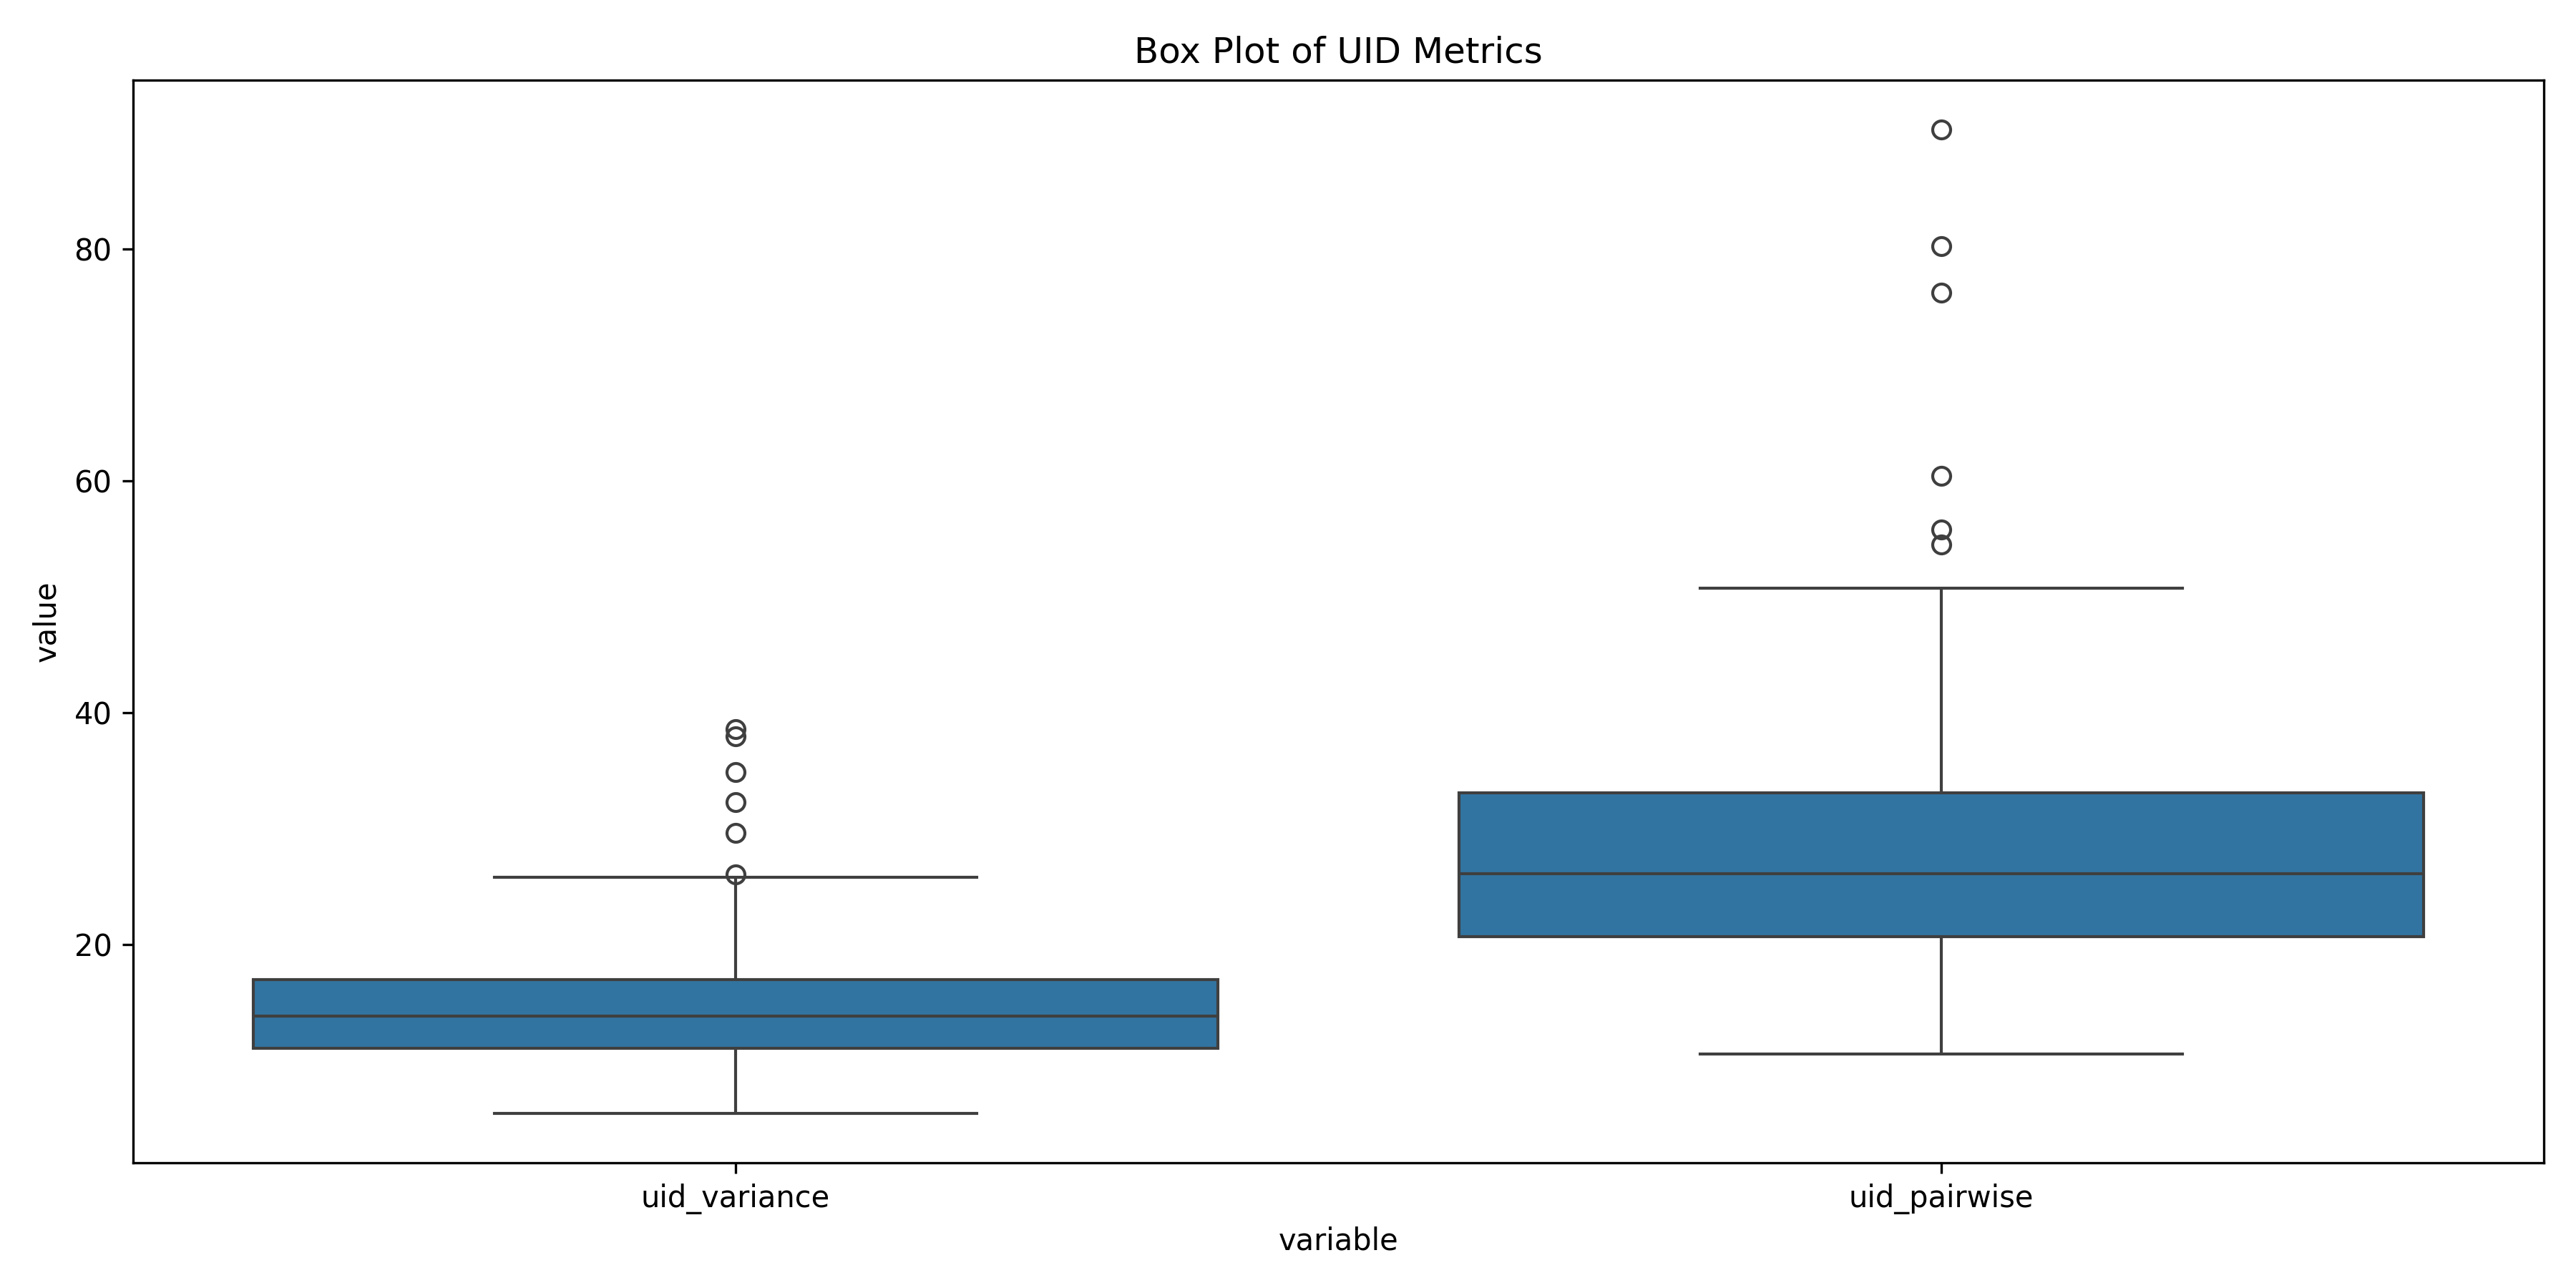 Box Plot of UID Metrics
value
80
60
40
20
uid_variance
uid_pairwise
variable